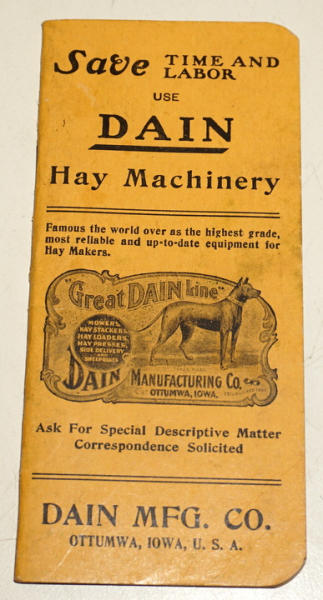 Save TIME AND
LABOR
USE
DAIN
Hay Machinery
Famous the world over as the highest grade,
most reliable and up-to-date equipment for
Hay Makers.
"Great DAIN Line"
MOWERS,
HAY STACKERS,
HAY LOADERS,
HAY PRESSES,
SIDE DELIVERY
AND
SWEEPRAKES
DAIN MANUFACTURING CO.
OTTUMWA, IOWA.
Ask For Special Descriptive Matter
Correspondence Solicited
DAIN MFG. CO.
OTTUMWA, IOWA, U. S. A.